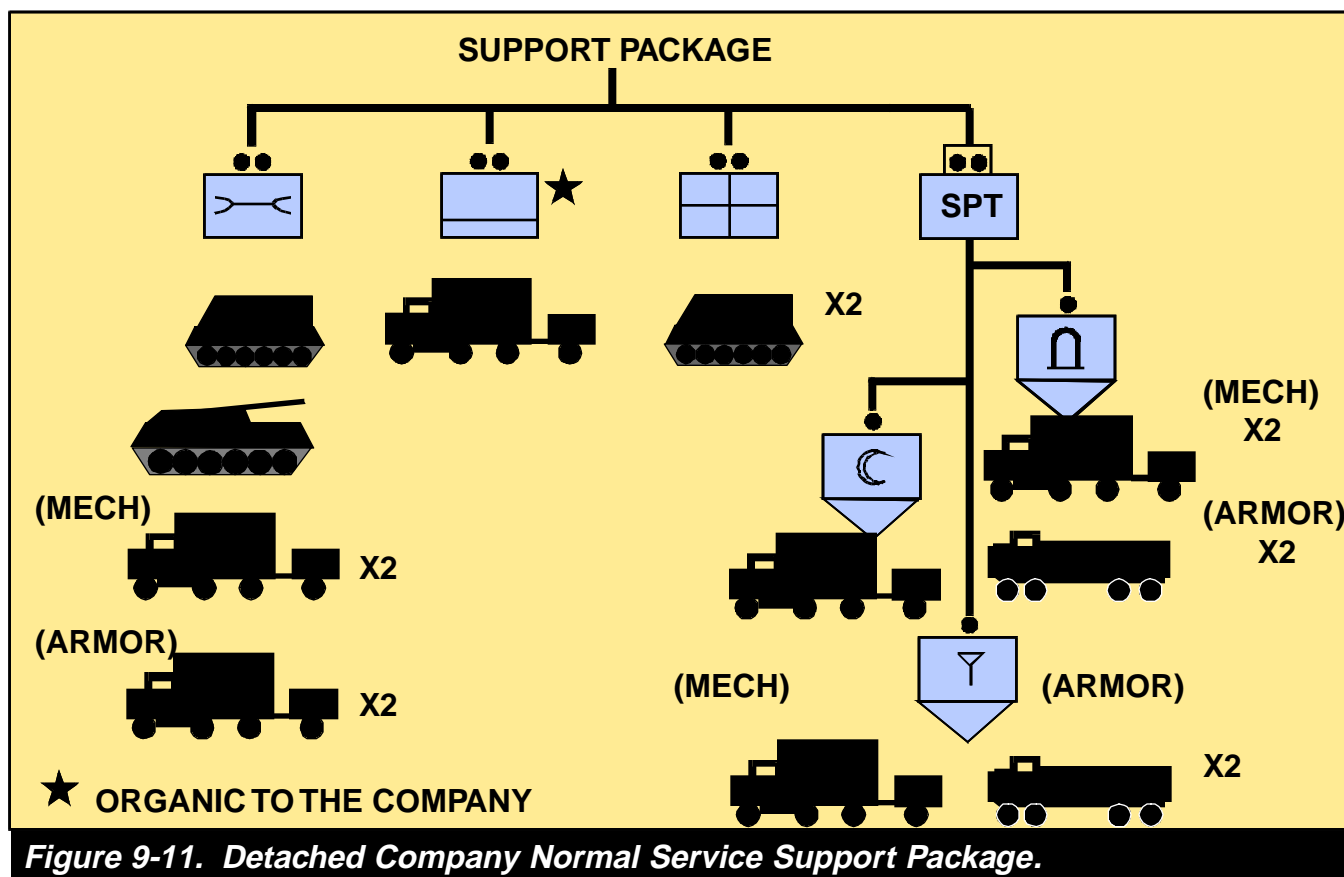 SUPPORT PACKAGE
SPT
X2
(MECH)
X2
(ARMOR)
X2
(MECH)
X2
(ARMOR)
X2
(MECH)
(ARMOR)
X2
★ ORGANIC TO THE COMPANY
Figure 9-11. Detached Company Normal Service Support Package.